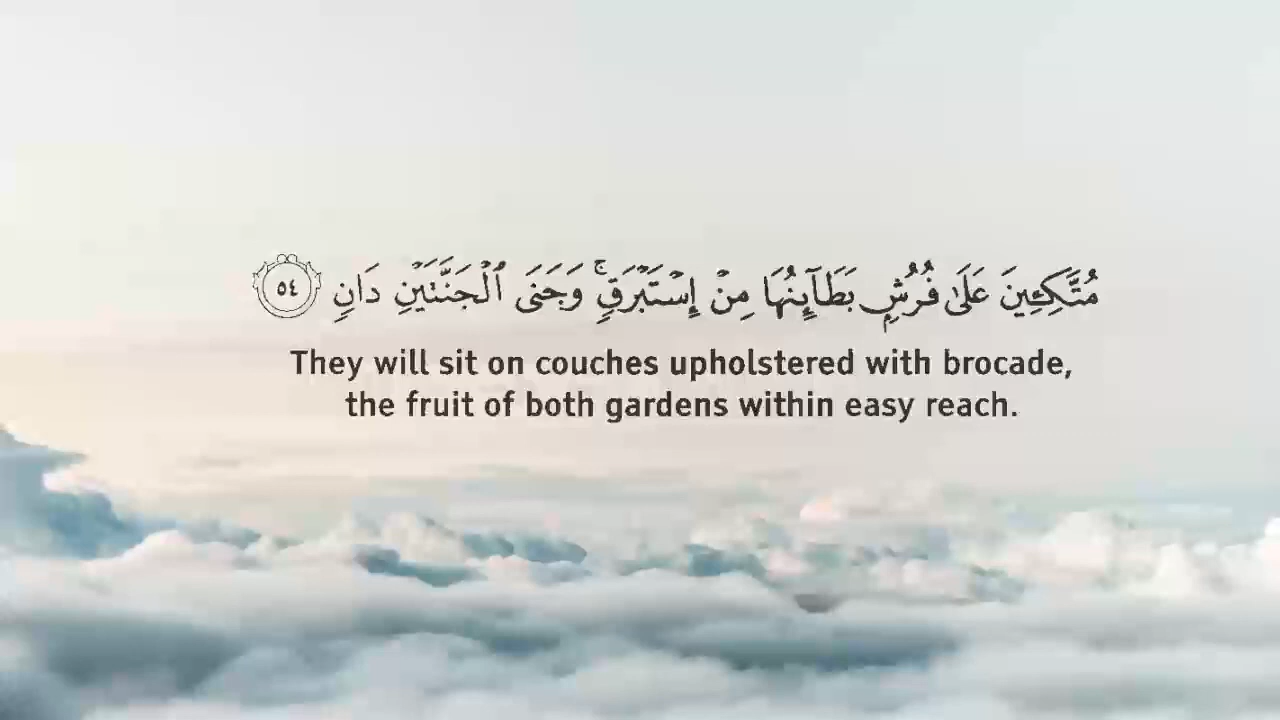 مُتَّكِـِٔينَ عَلَىٰ فُرُشٍۭ بَطَآئِنُهَا مِنْ إِسْتَبْرَقٍۚ وَجَنَى ٱلْجَنَّتَيْنِ دَانٍ ٥٤
They will sit on couches upholstered with brocade,
the fruit of both gardens within easy reach.